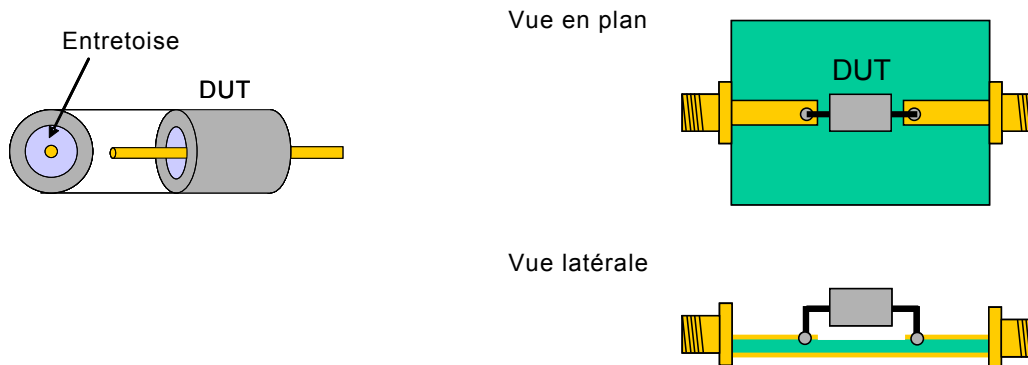 Entretoise
DUT
Vue en plan
DUT
Vue latérale